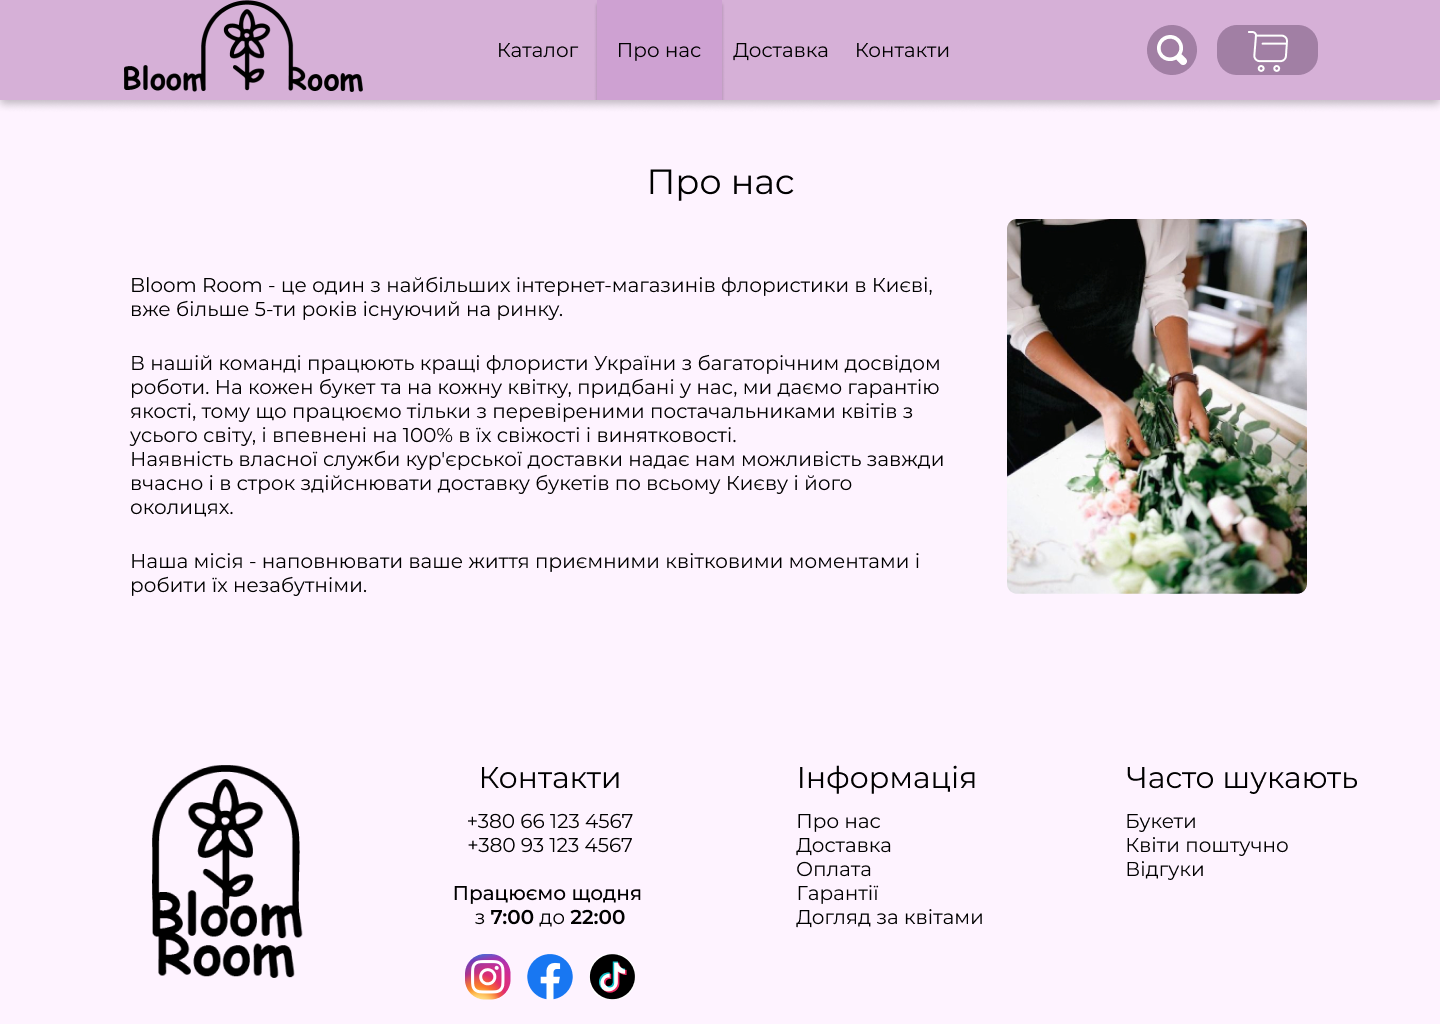 Bloom Room
Каталог
Про нас
Доставка
Контакти
Про нас
Bloom Room - це один з найбільших інтернет-магазинів флористики в Києві,
вже більше 5-ти років існуючий на ринку.
В нашій команді працюють кращі флористи України з багаторічним досвідом
роботи. На кожен букет та на кожну квітку, придбані у нас, ми даємо гарантію
якості, тому що працюємо тільки з перевіреними постачальниками квітів з
усього світу, і впевнені на 100% в їх свіжості і винятковості.
Наявність власної служби кур'єрської доставки надає нам можливість завжди
вчасно і в строк здійснювати доставку букетів по всьому Києву і його
околицях.
Наша місія - наповнювати ваше життя приємними квітковими моментами і
робити їх незабутніми.
Bloom
Room
Контакти
+380 66 123 4567
+380 93 123 4567
Працюємо щодня
з 7:00 до 22:00
Інформація
Про нас
Доставка
Оплата
Гарантії
Догляд за квітами
Часто шукають
Букети
Квіти поштучно
Відгуки